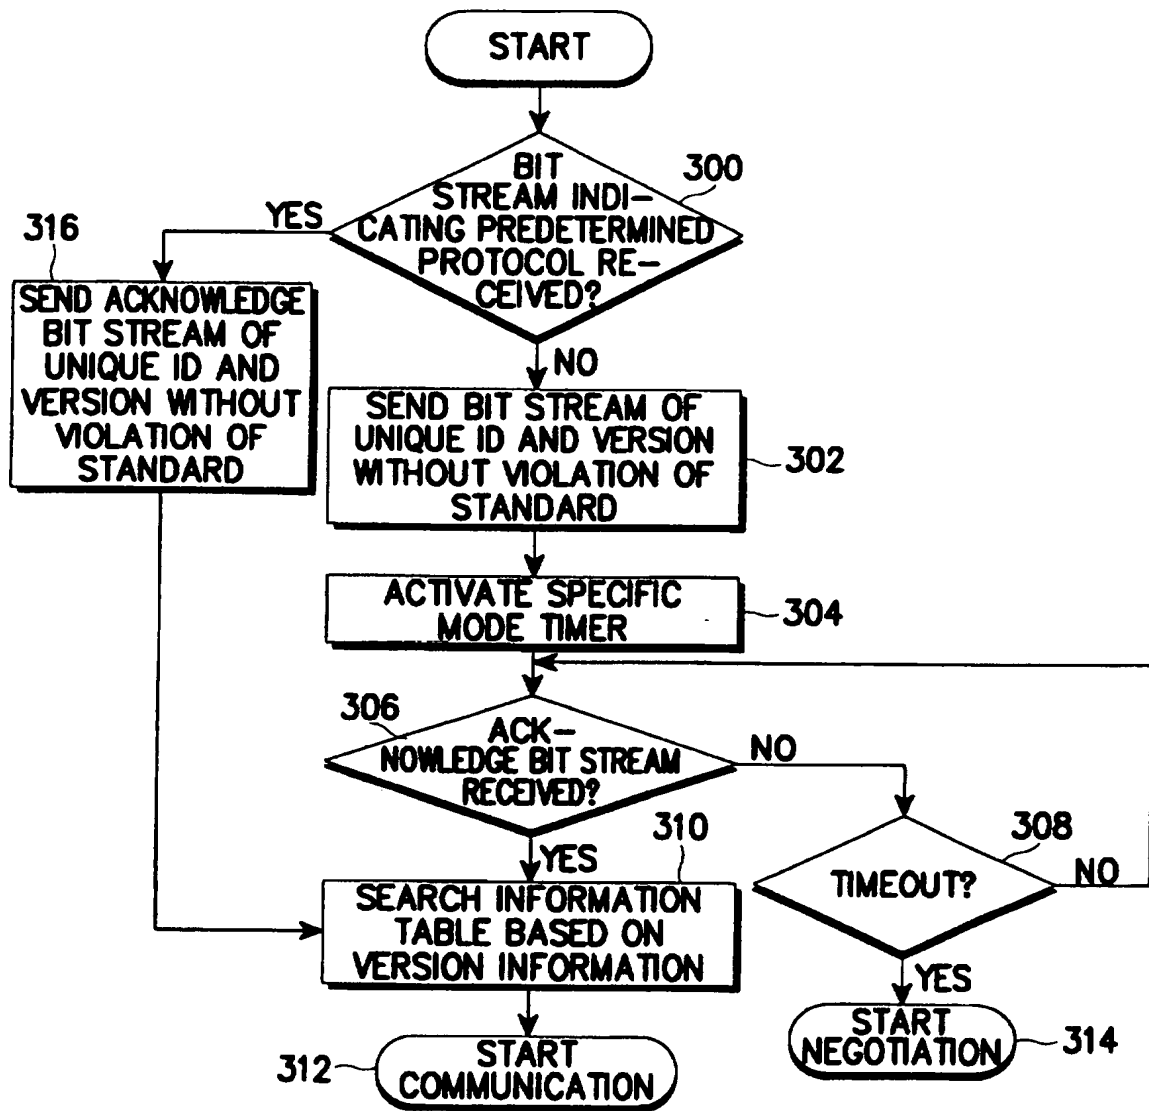 START
BIT
STREAM INDI-
CATING PREDETERMINED
PROTOCOL RE-
CEIVED?
300
YES
316
SEND ACKNOWLEDGE
BIT STREAM OF
UNIQUE ID AND
VERSION WITHOUT
VIOLATION OF
STANDARD
NO
SEND BIT STREAM OF
UNIQUE ID AND VERSION
WITHOUT VIOLATION OF
STANDARD
302
ACTIVATE SPECIFIC
MODE TIMER
304
306
ACK-
NOWLEDGE BIT STREAM
RECEIVED?
NO
308
TIMEOUT?
NO
YES
310
SEARCH INFORMATION
TABLE BASED ON
VERSION INFORMATION
YES
START
NEGOTIATION
314
312
START
COMMUNICATION